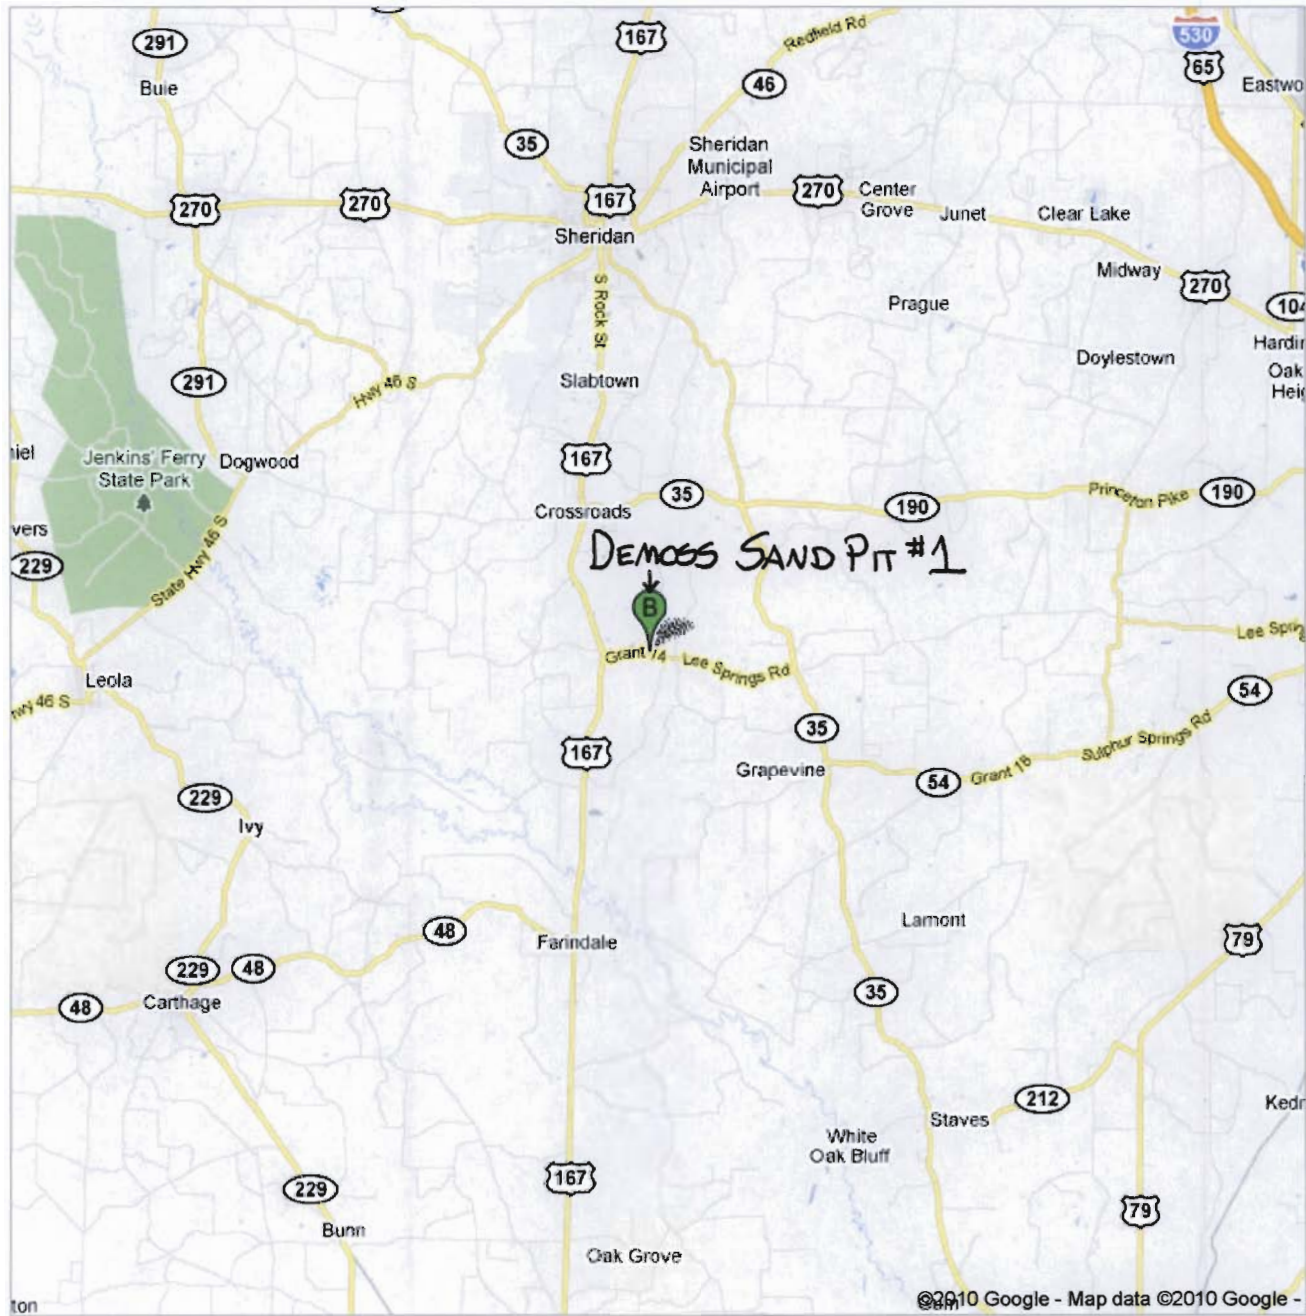 291
167
Redfield Rd
530
65
Buie
46
Eastwo
35
Sheridan
Municipal
Airport
270
270
167
270
Center
Grove
Junet
Clear Lake
Sheridan
Midway
270
S Rock St
Prague
104
Hardin
Doylestown
Oak
Heig
291
Hwy 46 S
Slabtown
niel
Jenkins' Ferry
State Park
Dogwood
167
35
Princeton Pike
190
190
Crossroads
vers
DEMOSS SAND PIT #1
229
State Hwy 46 S
B
Lee Spring
Grant 74
Lee Springs Rd
Leola
54
Hwy 46 S
35
Sulphur Springs Rd
167
Grapevine
54
Grant 18
229
Ivy
Lamont
48
Farindale
79
229
48
35
48
Carthage
212
Staves
Kedr
White
Oak Bluff
167
229
79
Bunn
Oak Grove
ton
©2010 Google - Map data ©2010 Google -